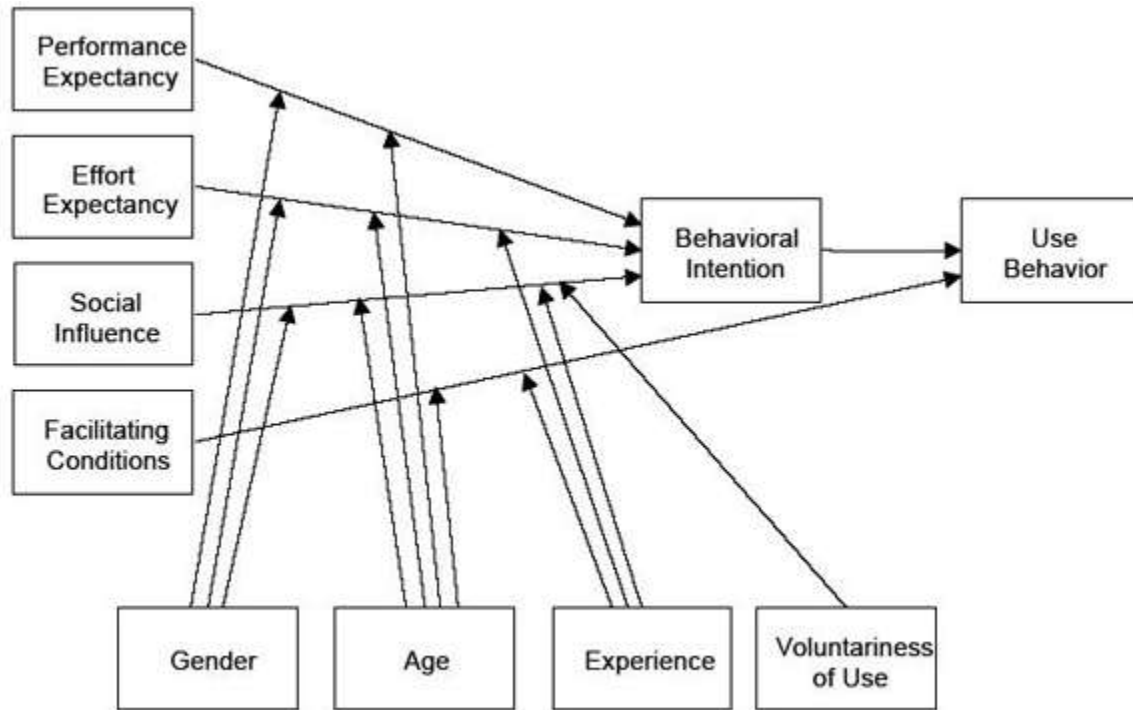 Performance
Expectancy
Effort
Expectancy
Social
Influence
Facilitating
Conditions
Behavioral
Intention
Use
Behavior
Gender
Age
Experience
Voluntariness
of Use